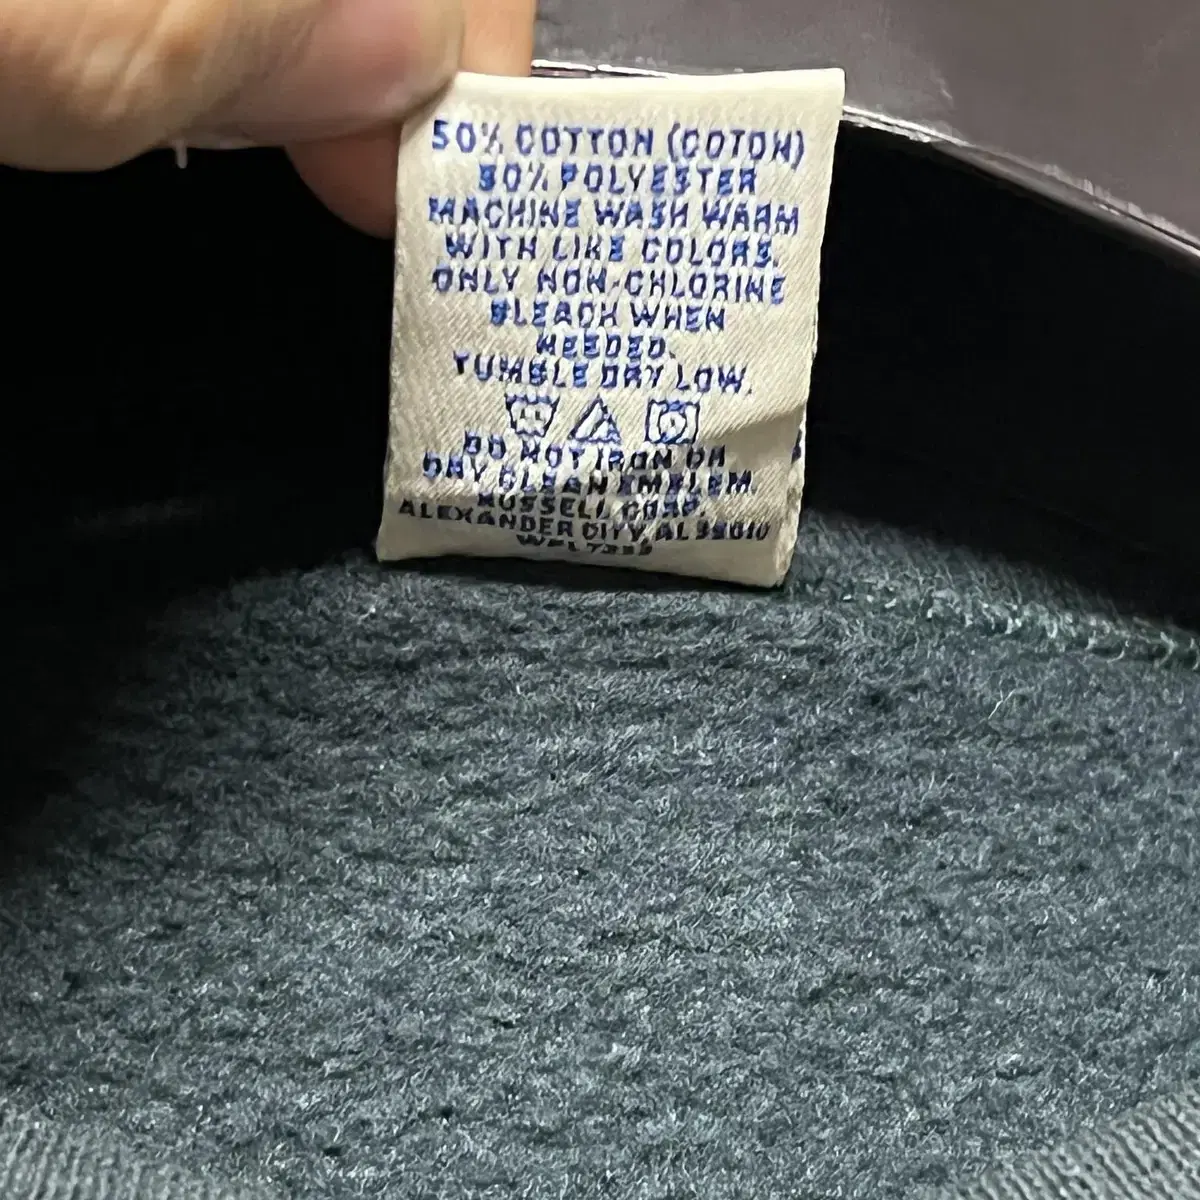 50% COTTON (COTON)
50% POLYESTER
MACHINE WASH WARM
WITH LIKE COLORS.
ONLY NON-CHLORINE
BLEACH WHEN
NEEDED.
TUMBLE DRY LOW.
DO NOT IRON OR
DRY CLEAN EMBLEM.
RUSSELL CORP.
ALEXANDER CITY, AL 35010